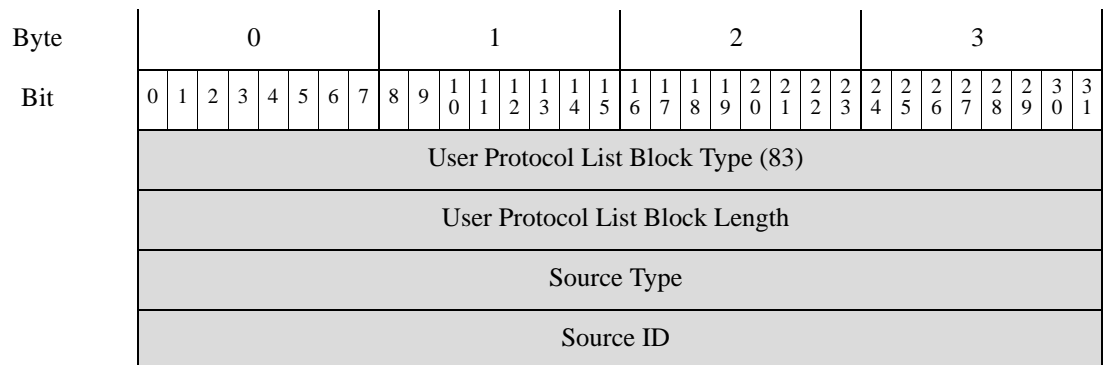 Byte 0 1 2 3
Bit 0 1 2 3 4 5 6 7 8 9 10 11 12 13 14 15 16 17 18 19 20 21 22 23 24 25 26 27 28 29 30 31
User Protocol List Block Type (83)
User Protocol List Block Length
Source Type
Source ID